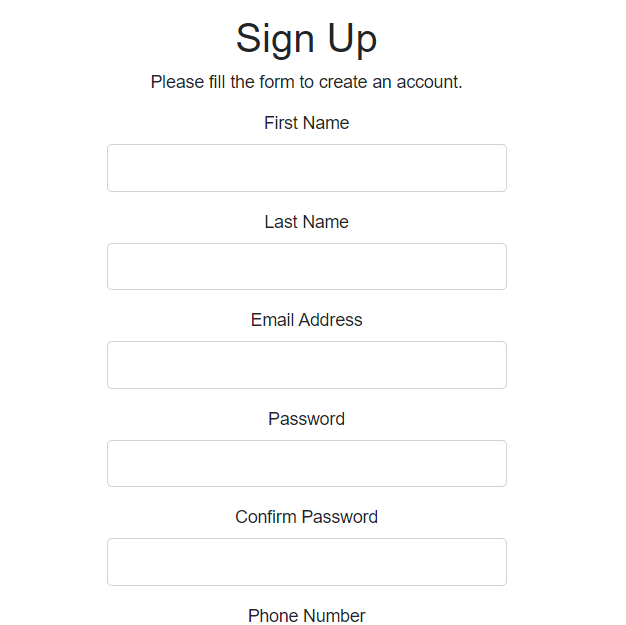 Sign Up
Please fill the form to create an account.
First Name
Last Name
Email Address
Password
Confirm Password
Phone Number